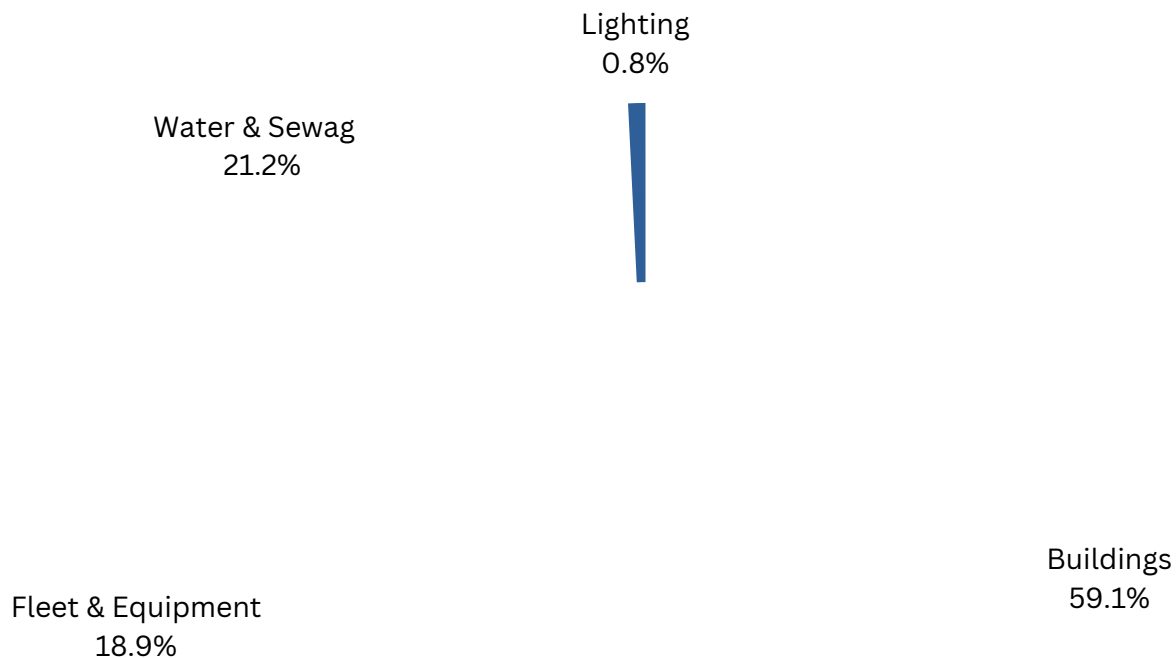 Lighting
0.8%
Water & Sewag
21.2%
Buildings
59.1%
Fleet & Equipment
18.9%